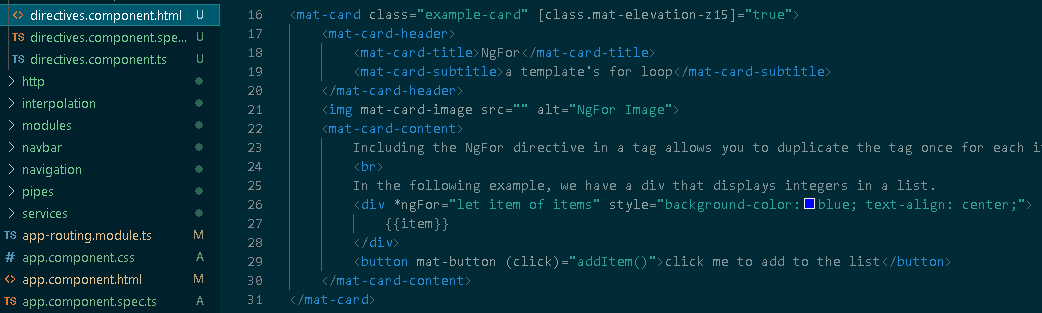 directives.component.html U
directives.component.spe... U
directives.component.ts U
http
interpolation
modules
navbar
navigation
pipes
services
app-routing.module.ts M
app.component.css A
app.component.html M
app.component.spec.ts A
16 <mat-card class="example-card" [class.mat-elevation-z15]="true">
17 <mat-card-header>
18 <mat-card-title>NgFor</mat-card-title>
19 <mat-card-subtitle>a template's for loop</mat-card-subtitle>
20 </mat-card-header>
21 <img mat-card-image src="" alt="NgFor Image">
22 <mat-card-content>
23 Including the NgFor directive in a tag allows you to duplicate the tag once for each
24 <br>
25 In the following example, we have a div that displays integers in a list.
26 <div *ngFor="let item of items" style="background-color:blue; text-align: center;">
27 {{item}}
28 </div>
29 <button mat-button (click)="addItem()">click me to add to the list</button>
30 </mat-card-content>
31 </mat-card>